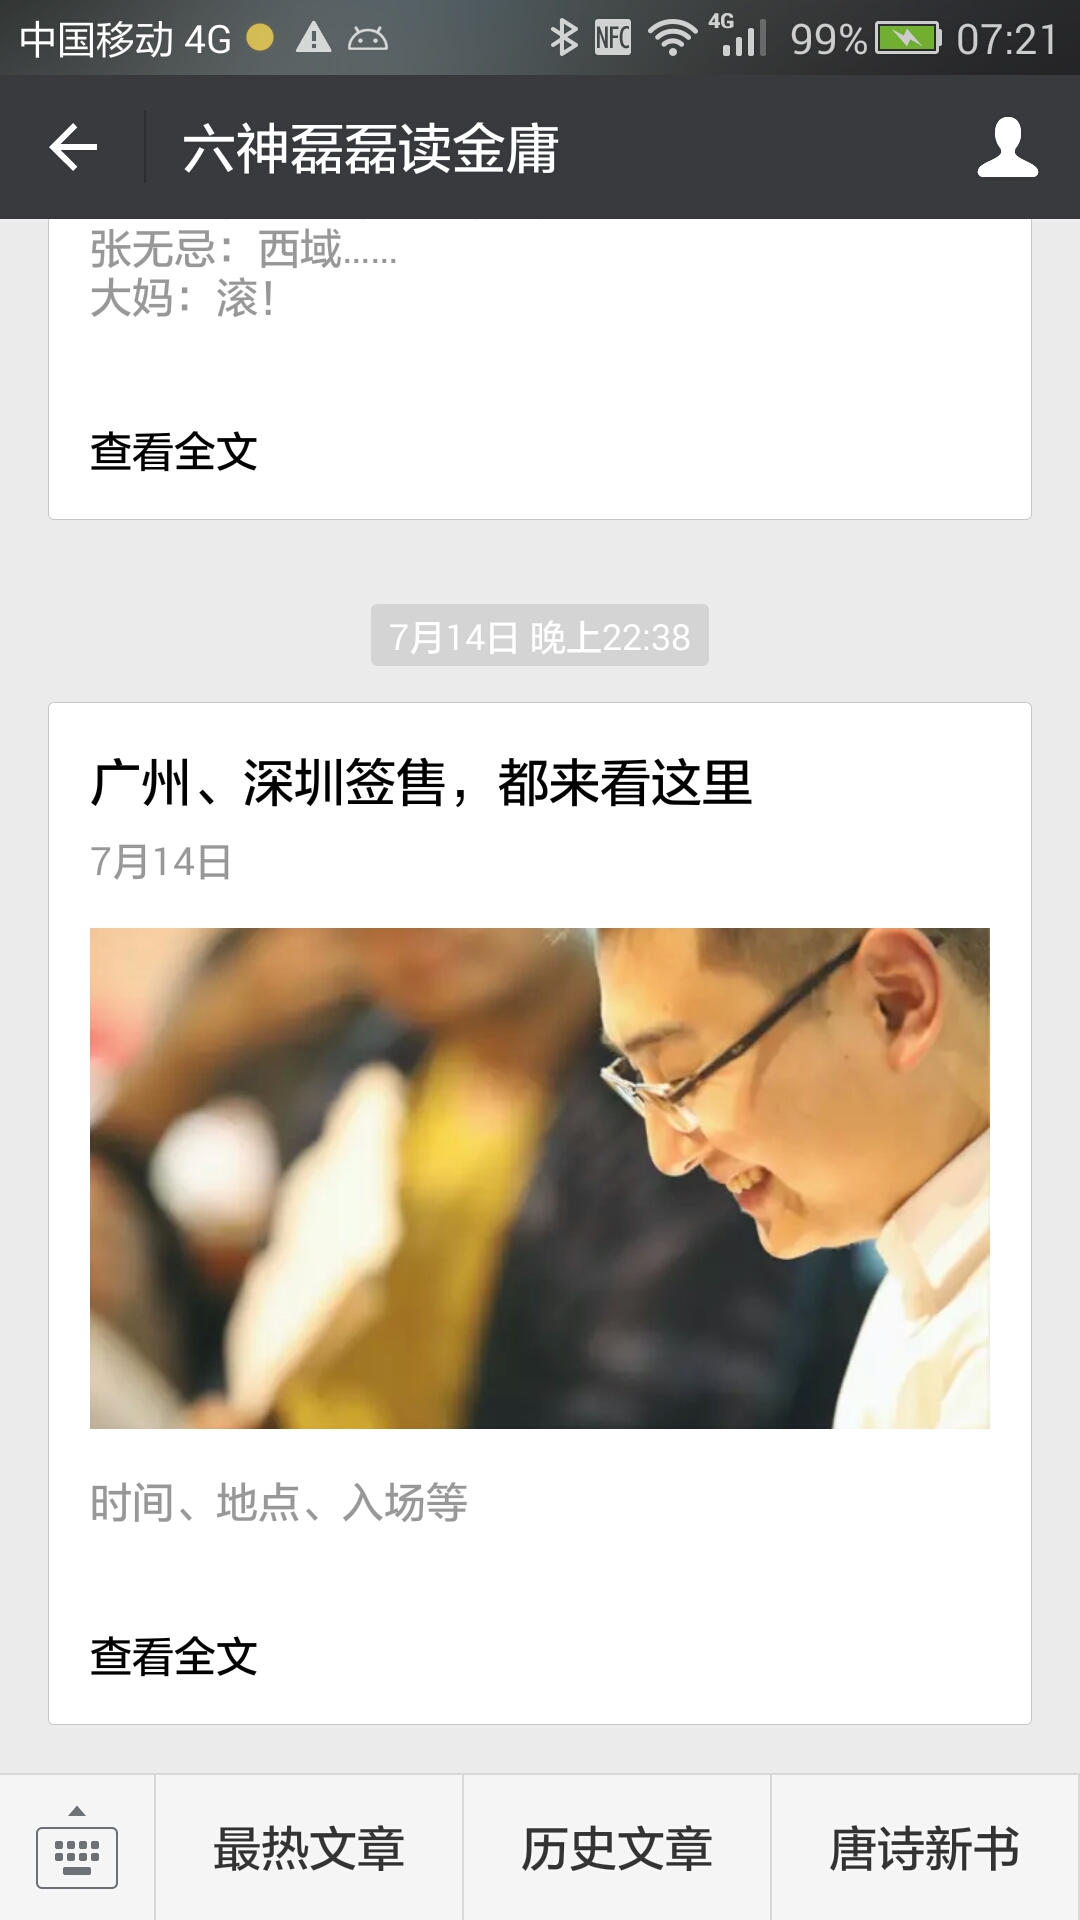 中国移动 4G
NFC
4G
99%
07:21
六神磊磊读金庸
张无忌：西域……
大妈：滚！
查看全文
7月14日 晚上22:38
广州、深圳签售，都来看这里
7月14日
时间、地点、入场等
查看全文
最热文章
历史文章
唐诗新书